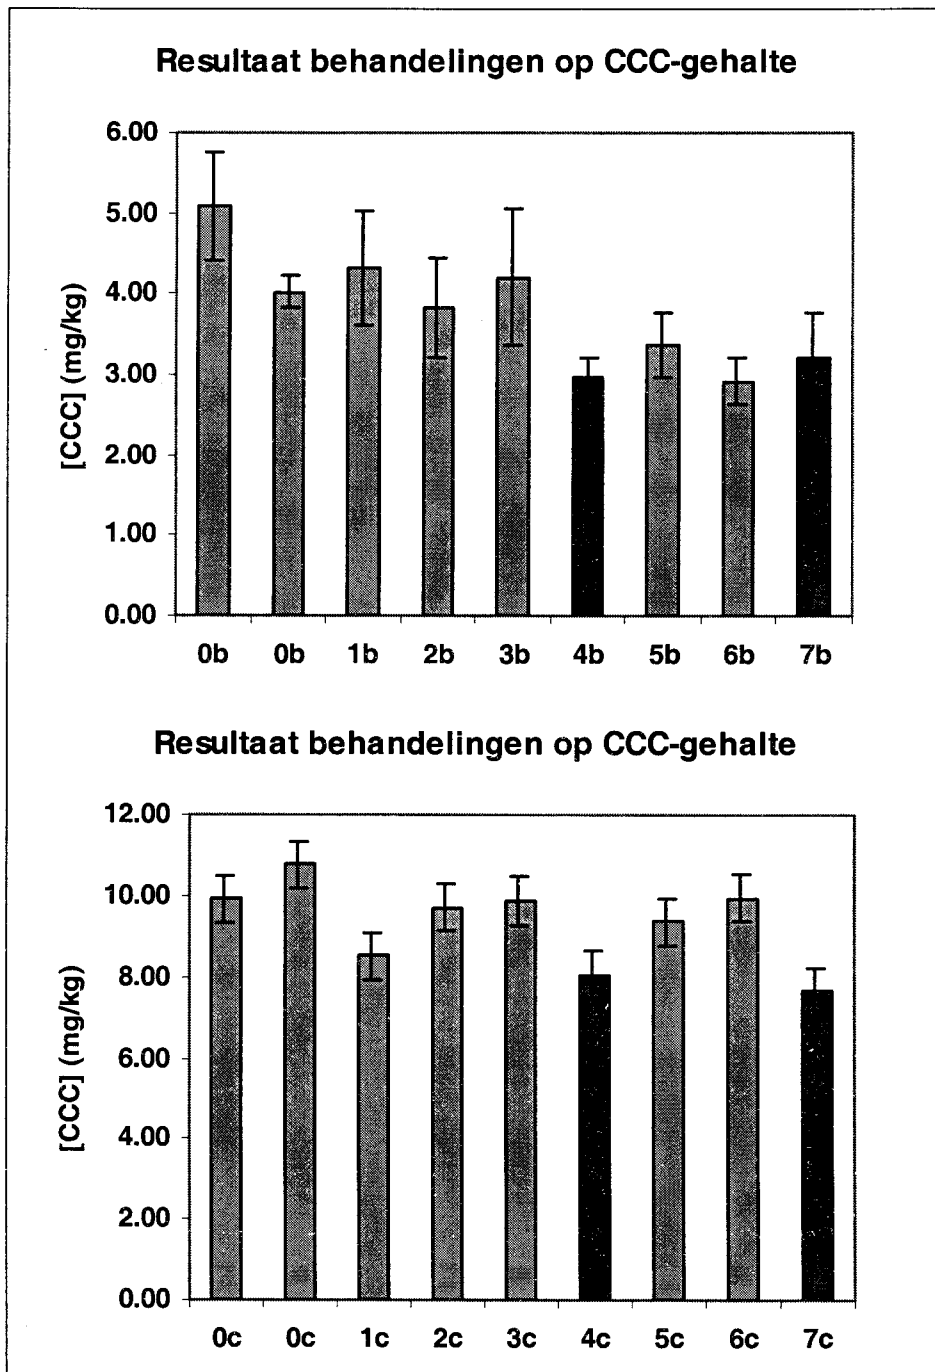 Resultaat behandelingen op CCC-gehalte
6.00
5.00
4.00
3.00
2.00
1.00
0.00
[CCC] (mg/kg)
0b 0b 1b 2b 3b 4b 5b 6b 7b
Resultaat behandelingen op CCC-gehalte
12.00
10.00
8.00
6.00
4.00
2.00
0.00
[CCC] (mg/kg)
0c 0c 1c 2c 3c 4c 5c 6c 7c